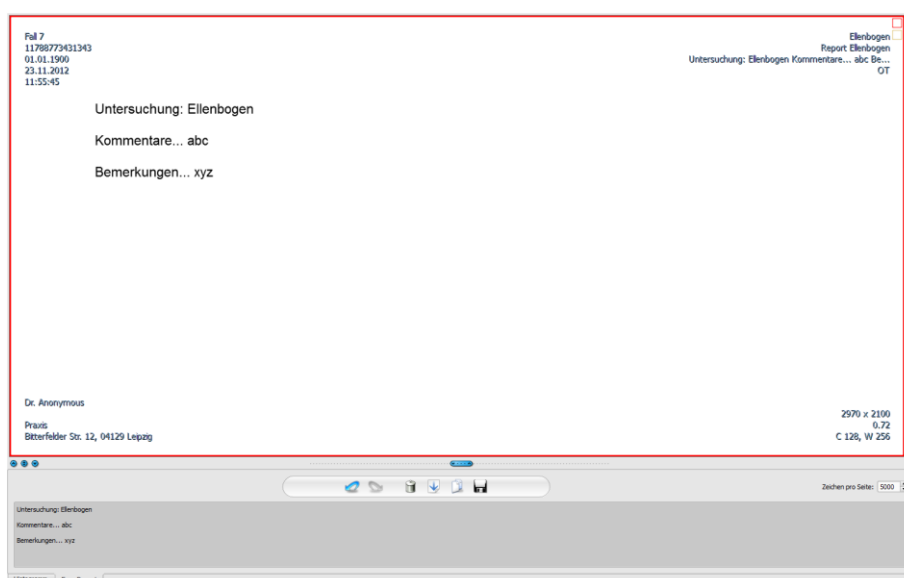 Fall 7
11788773431343
01.01.1900
23.11.2012
11:55:45
Ellenbogen
Report Ellenbogen
Untersuchung: Ellenbogen Kommentare... abc Be...
OT
Untersuchung: Ellenbogen
Kommentare... abc
Bemerkungen... xyz
Dr. Anonymous
Praxis
Bitterfelder Str. 12, 04129 Leipzig
2970 x 2100
0.72
C 128, W 256
Zeichen pro Seite: 5000
Untersuchung: Ellenbogen
Kommentare... abc
Bemerkungen... xyz